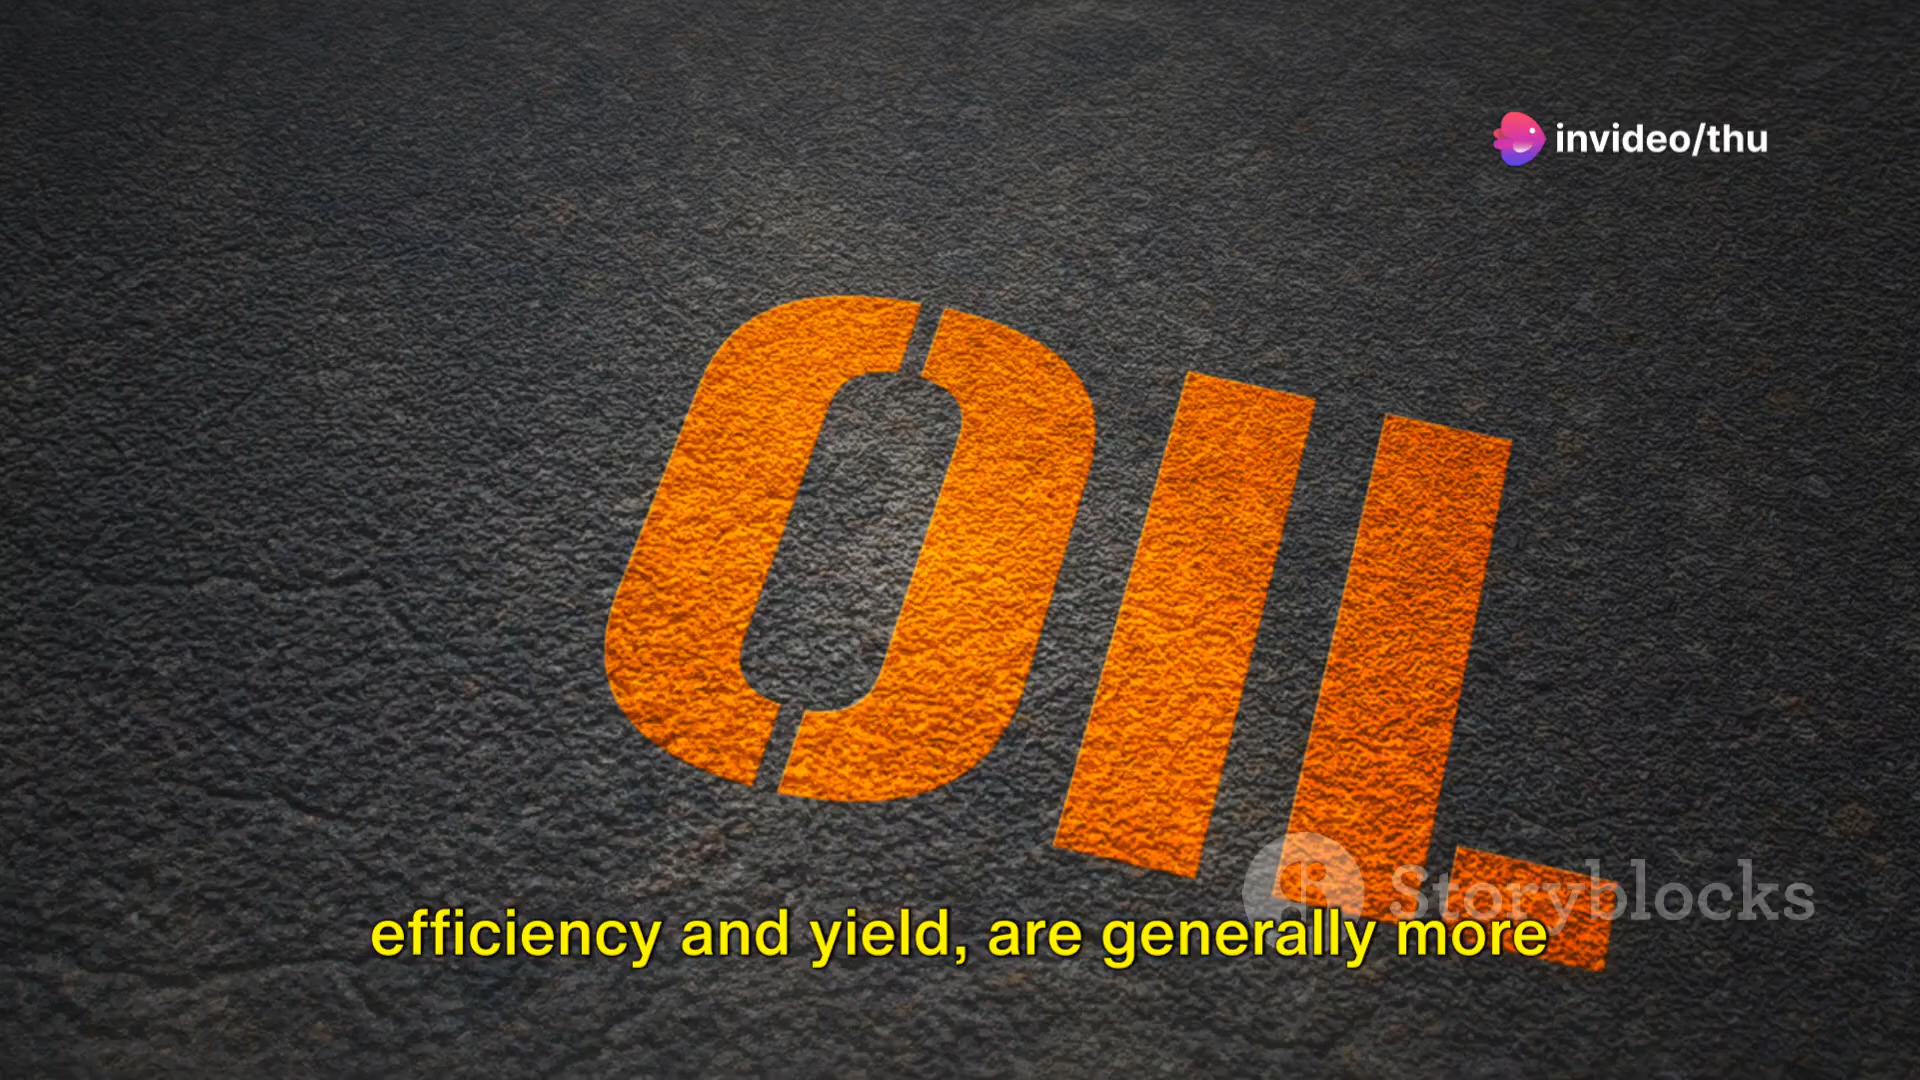 invideo/thu
OIL
Storyblocks
efficiency and yield, are generally more